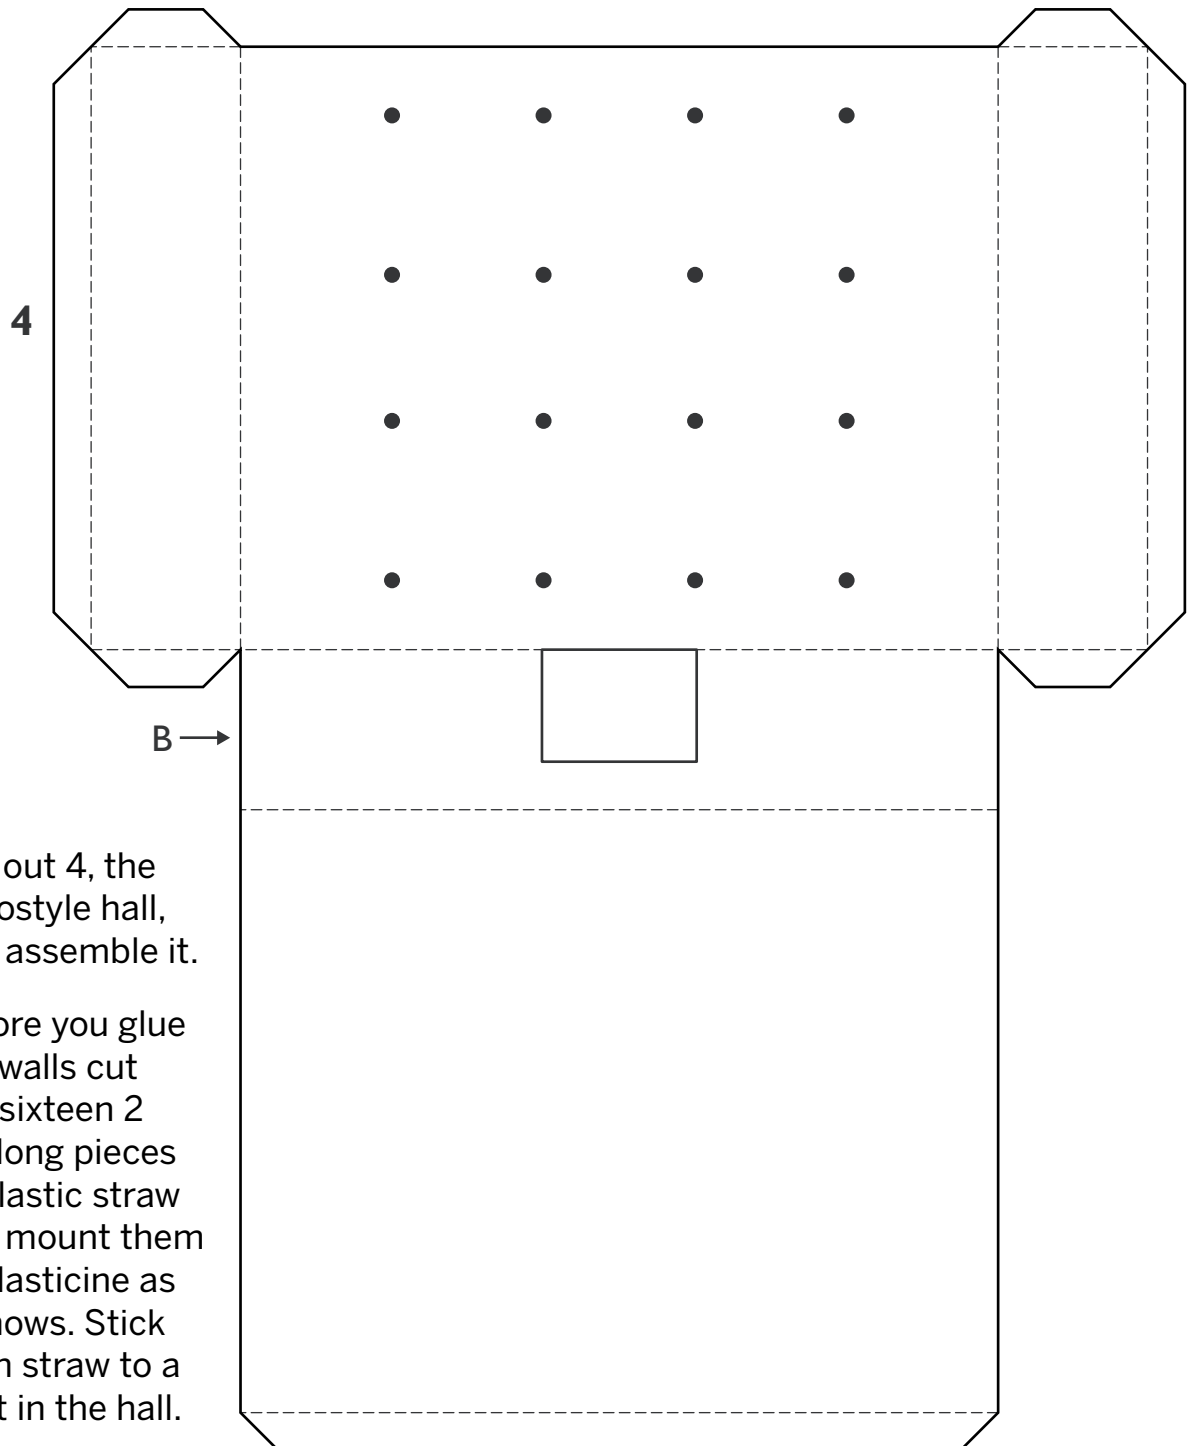 4
B
out 4, the
ostyle hall,
assemble it.
ore you glue
walls cut
sixteen 2
long pieces
lastic straw
mount them
lasticine as
nows. Stick
n straw to a
t in the hall.